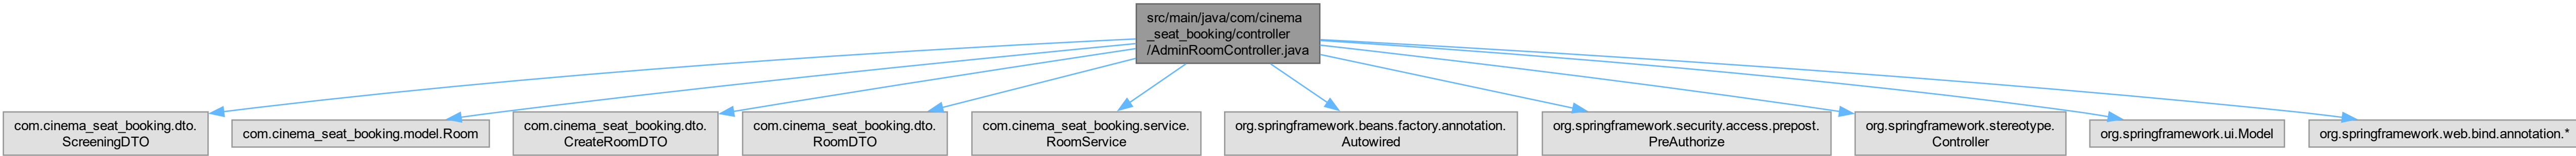 src/main/java/com/cinema
_seat_booking/controller
/AdminRoomController.java
com.cinema_seat_booking.dto.
ScreeningDTO
com.cinema_seat_booking.model.Room
com.cinema_seat_booking.dto.
CreateRoomDTO
com.cinema_seat_booking.dto.
RoomDTO
com.cinema_seat_booking.service.
RoomService
org.springframework.beans.factory.annotation.
Autowired
org.springframework.security.access.prepost.
PreAuthorize
org.springframework.stereotype.
Controller
org.springframework.ui.Model
org.springframework.web.bind.annotation.*